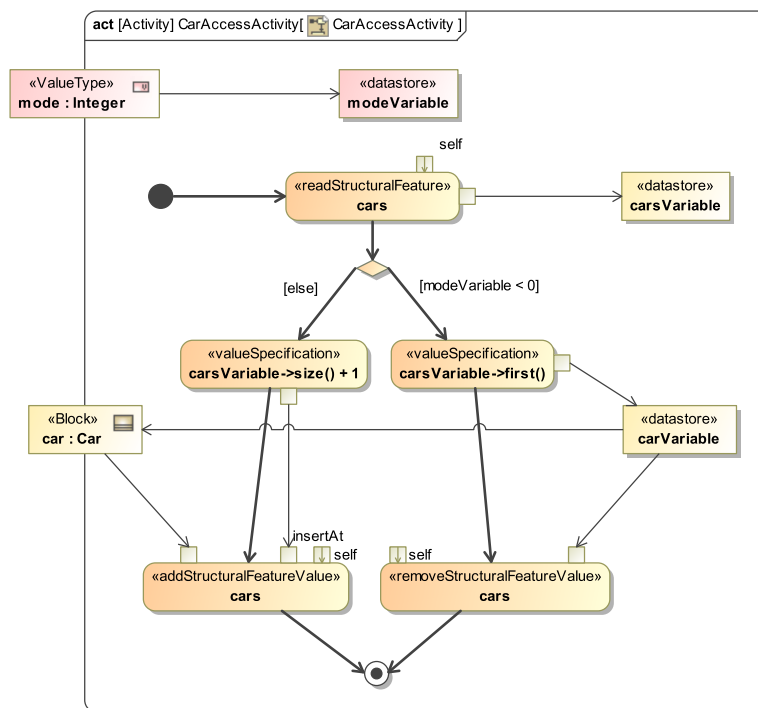 act [Activity] CarAccessActivity[ CarAccessActivity ]
«ValueType»
mode : Integer
«datastore»
modeVariable
self
«readStructuralFeature»
cars
«datastore»
carsVariable
[else]
[modeVariable < 0]
«valueSpecification»
carsVariable->size() + 1
«valueSpecification»
carsVariable->first()
«Block»
car : Car
«datastore»
carVariable
insertAt
self
self
«addStructuralFeatureValue»
cars
«removeStructuralFeatureValue»
cars